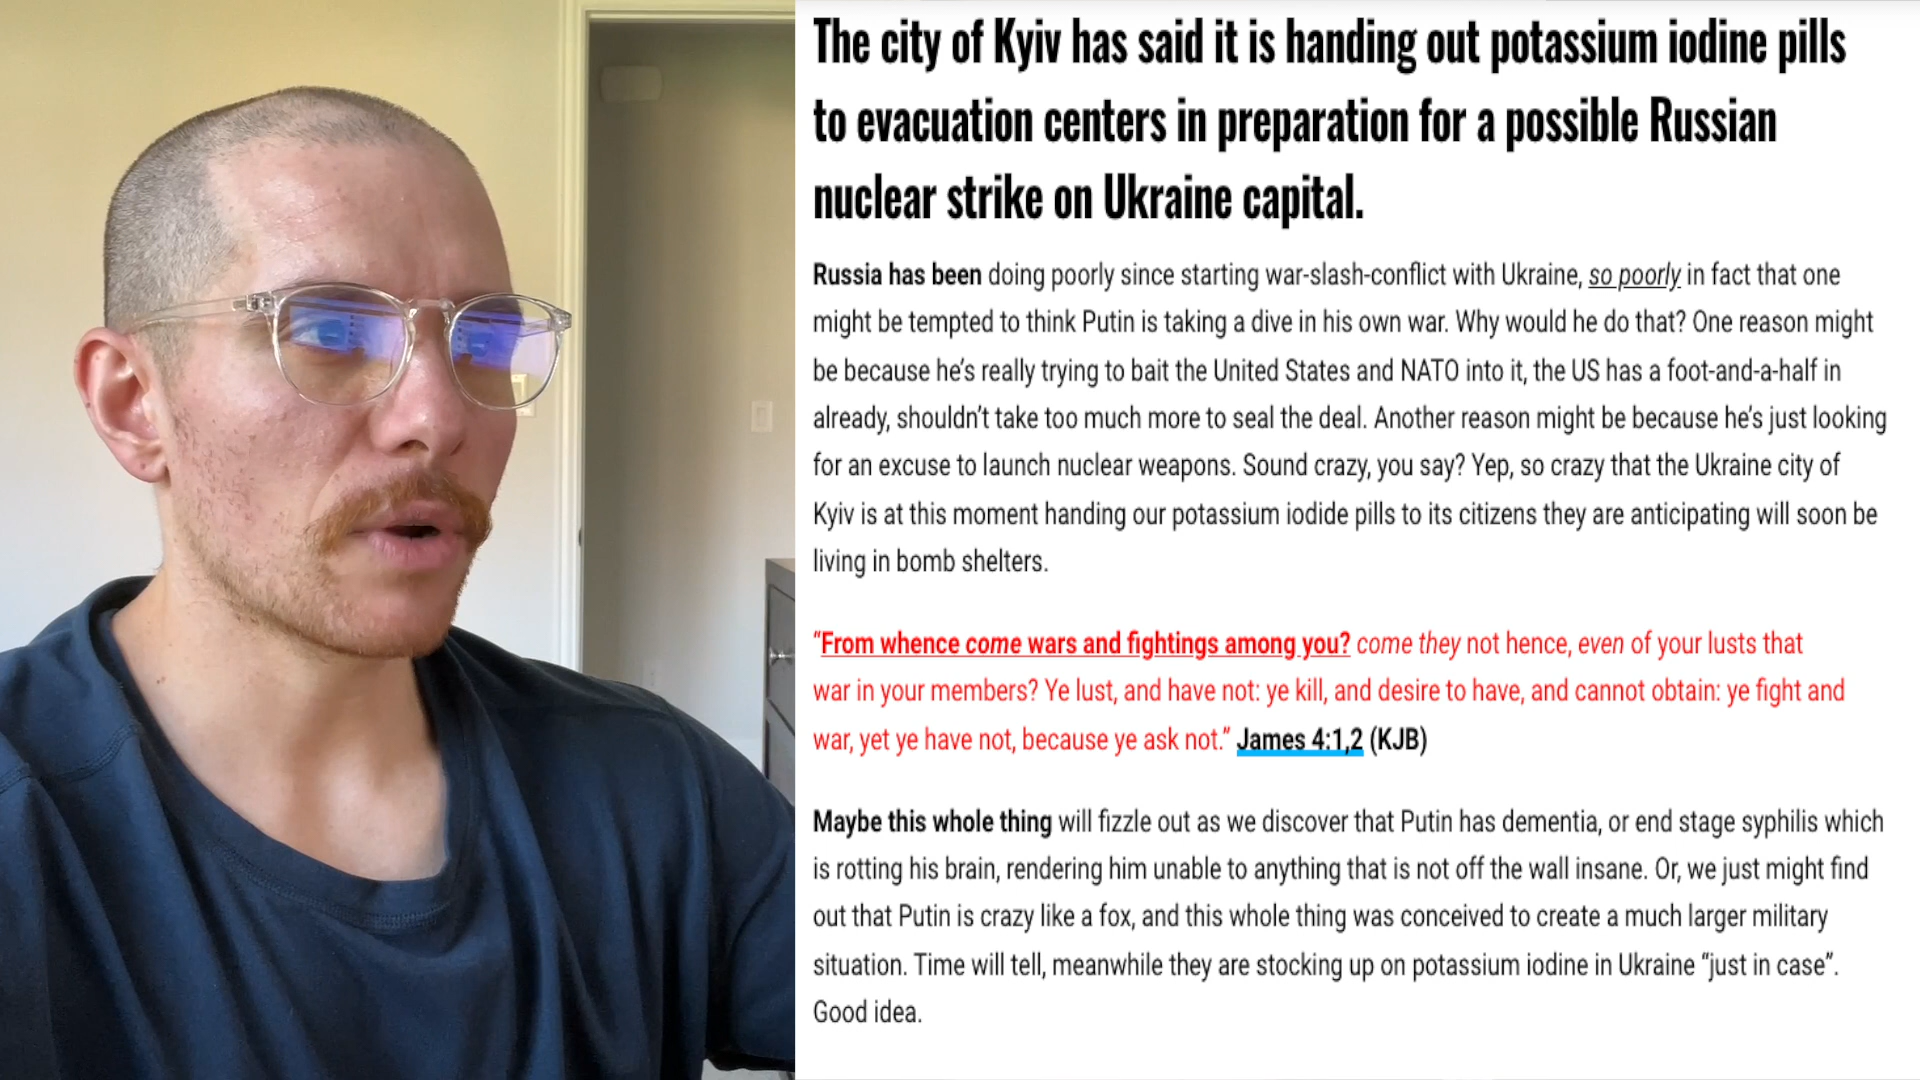 The city of Kyiv has said it is handing out potassium iodine pills
to evacuation centers in preparation for a possible Russian
nuclear strike on Ukraine capital.
Russia has been doing poorly since starting war-slash-conflict with Ukraine, so poorly in fact that one
might be tempted to think Putin is taking a dive in his own war. Why would he do that? One reason might
be because he’s really trying to bait the United States and NATO into it, the US has a foot-and-a-half in
already, shouldn’t take too much more to seal the deal. Another reason might be because he’s just looking
for an excuse to launch nuclear weapons. Sound crazy, you say? Yep, so crazy that the Ukraine city of
Kyiv is at this moment handing our potassium iodide pills to its citizens they are anticipating will soon be
living in bomb shelters.
“From whence come wars and fightings among you? come they not hence, even of your lusts that
war in your members? Ye lust, and have not: ye kill, and desire to have, and cannot obtain: ye fight and
war, yet ye have not, because ye ask not.” James 4:1,2 (KJB)
Maybe this whole thing will fizzle out as we discover that Putin has dementia, or end stage syphilis which
is rotting his brain, rendering him unable to anything that is not off the wall insane. Or, we just might find
out that Putin is crazy like a fox, and this whole thing was conceived to create a much larger military
situation. Time will tell, meanwhile they are stocking up on potassium iodine in Ukraine “just in case”.
Good idea.